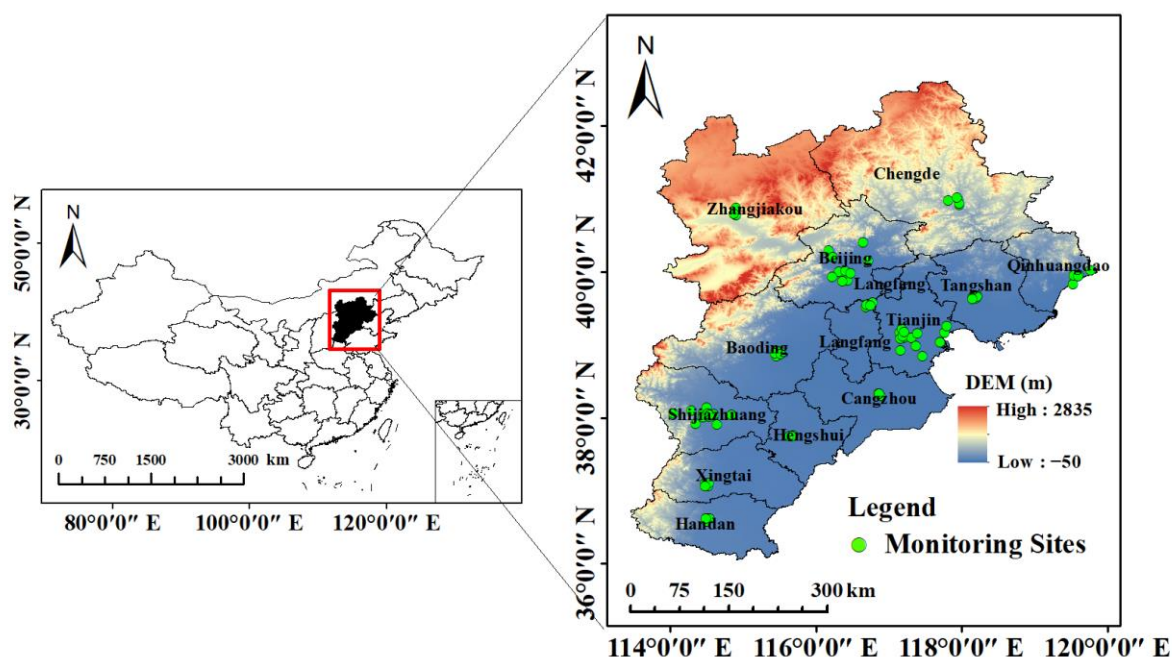 N
50°0′0″ N
40°0′0″ N
30°0′0″ N
0 750 1500 3000 km
80°0′0″ E 100°0′0″ E 120°0′0″ E
N
42°0′0″ N
40°0′0″ N
38°0′0″ N
36°0′0″ N
Chengde
Zhangjiakou
Beijing
Qinhuangdao
Langfang
Tangshan
Tianjin
Langfang
Baoding
Cangzhou
Shijiazhuang
Hengshui
Xingtai
Handan
DEM (m)
High : 2835
Low : −50
Legend
Monitoring Sites
0 75 150 300 km
114°0′0″ E 116°0′0″ E 118°0′0″ E 120°0′0″ E